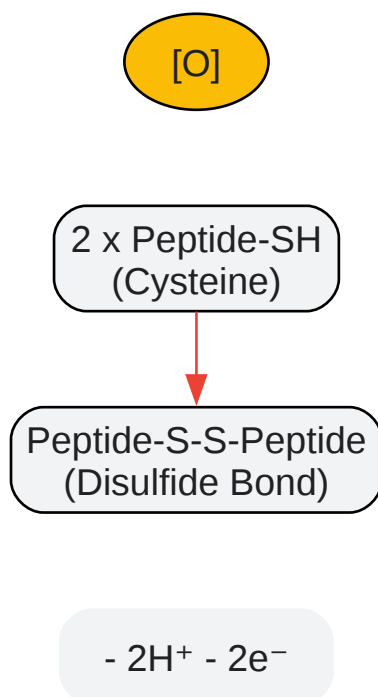 [O]
2 x Peptide-SH
(Cysteine)
Peptide-S-S-Peptide
(Disulfide Bond)
- 2H⁺ - 2e⁻